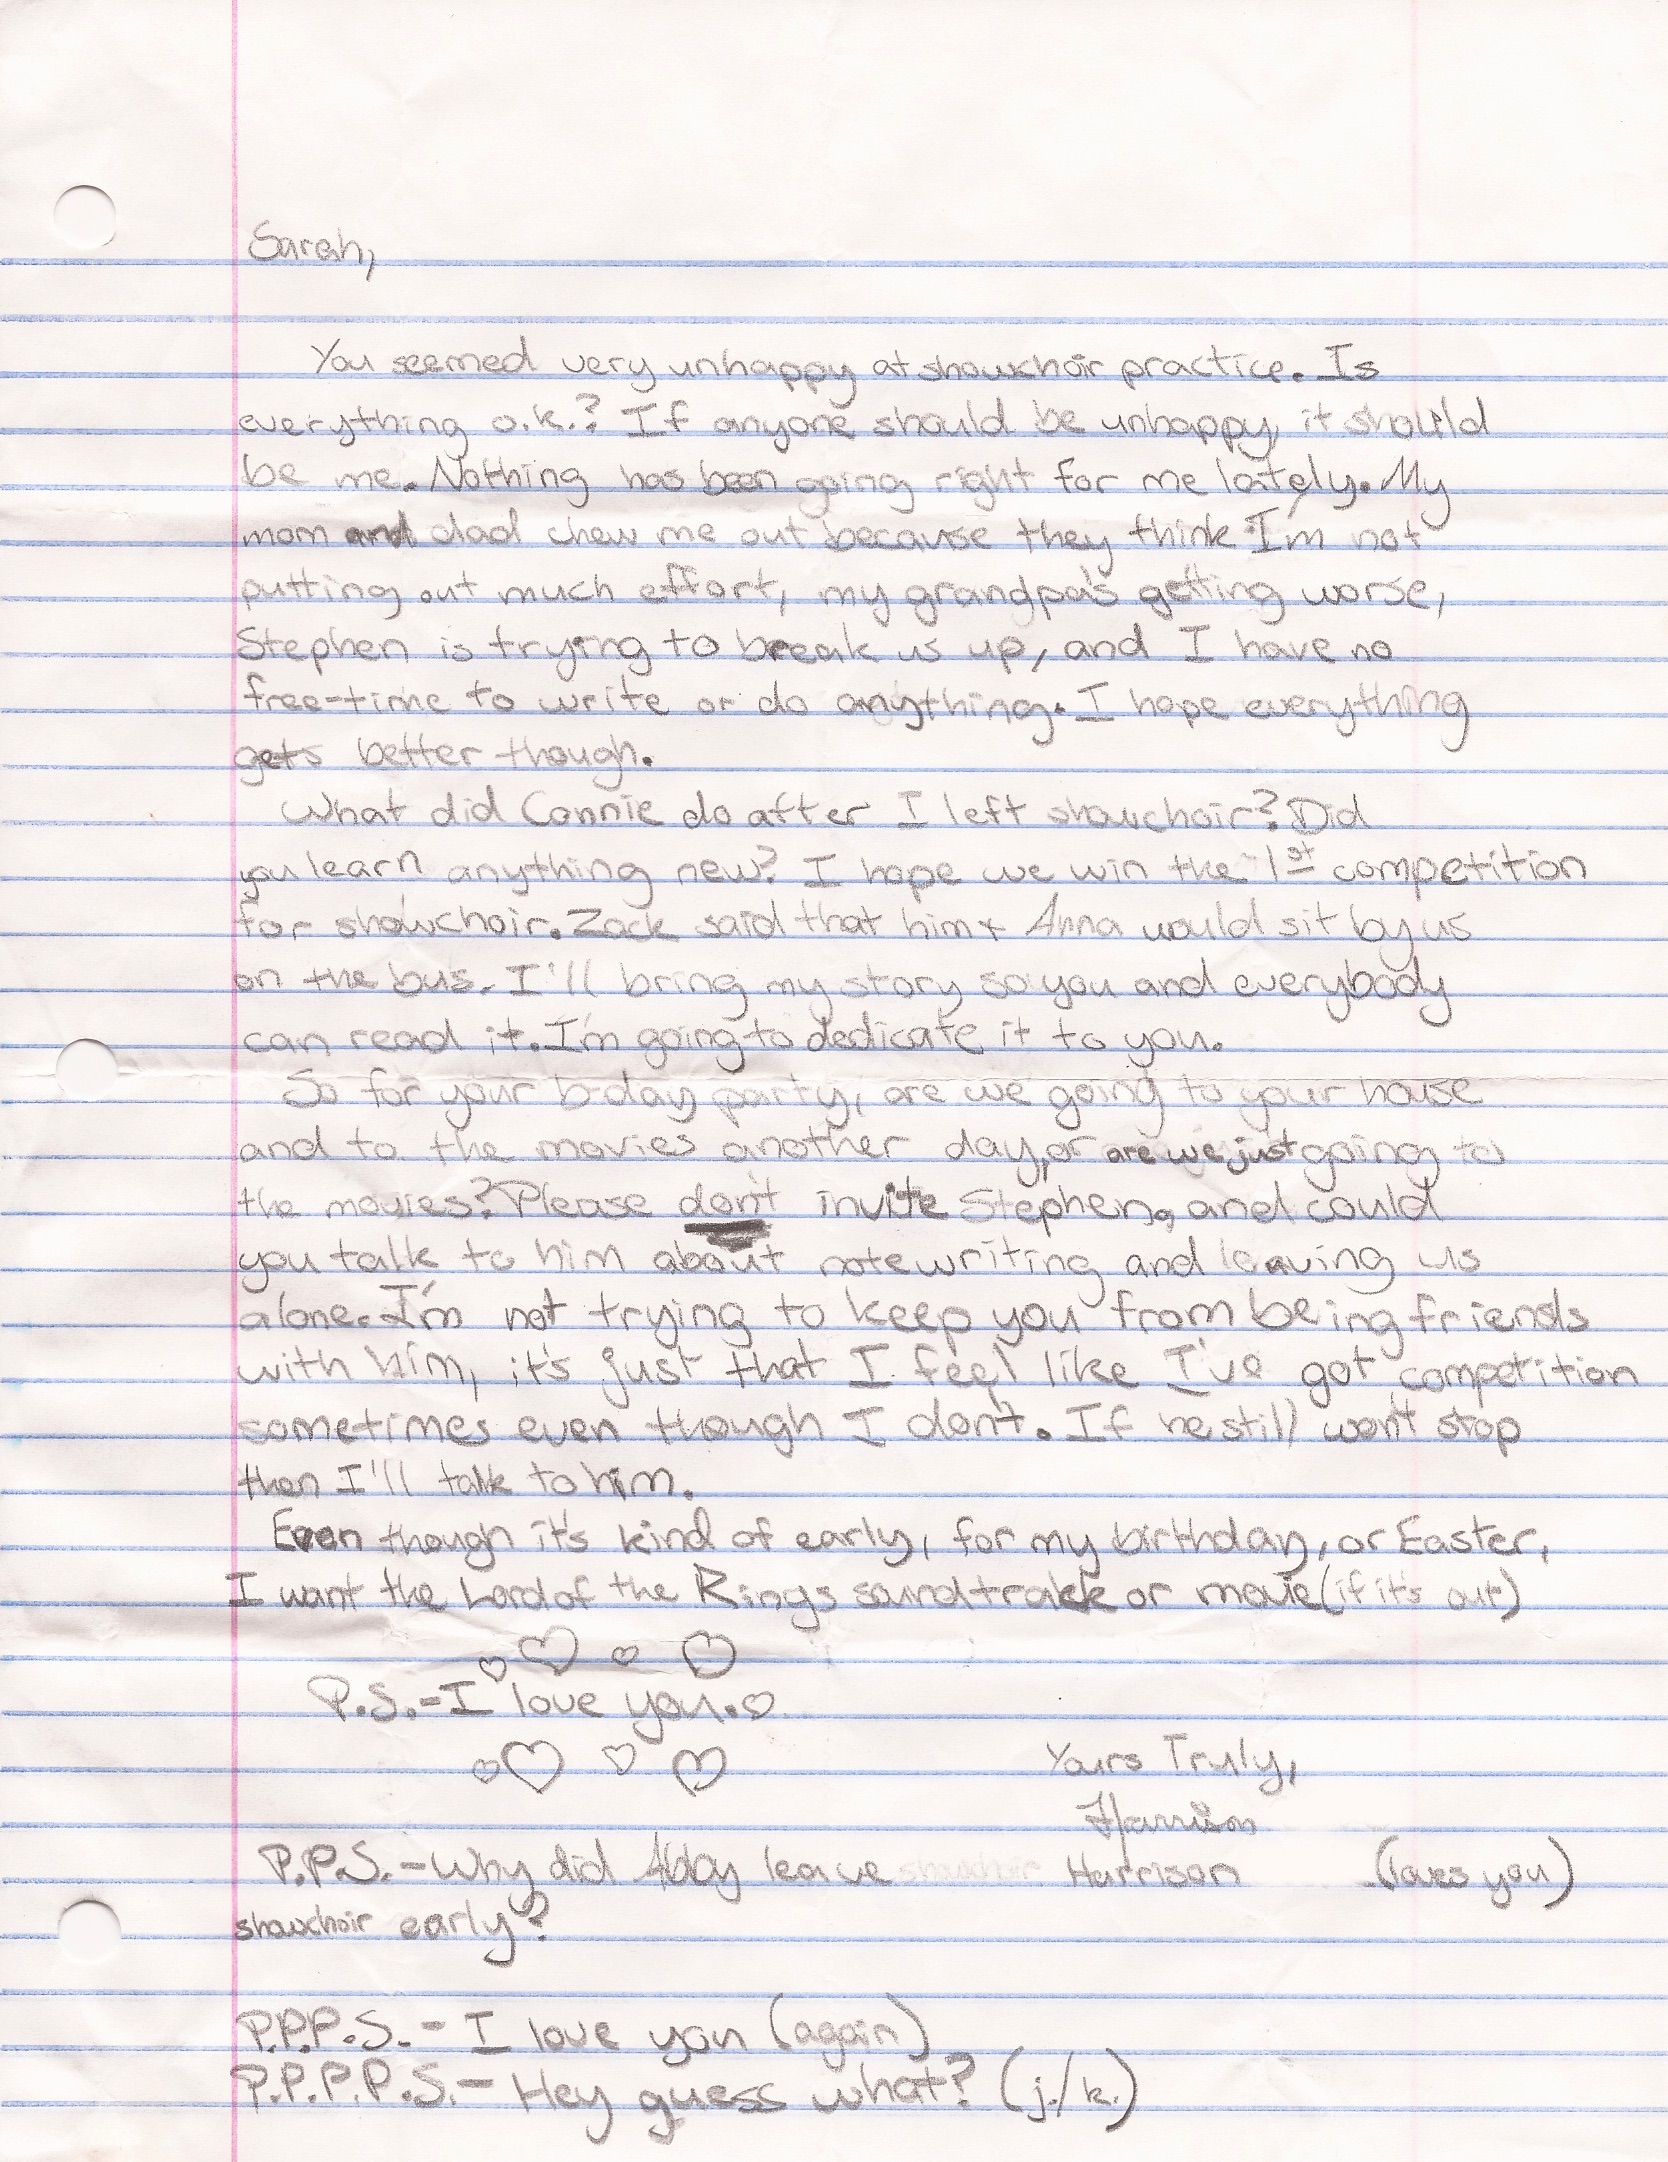 Sarah,
You seemed very unhappy at showchoir practice. Is
everything o.k.? If anyone should be unhappy, it should
be me. Nothing has been going right for me lately. My
mom and dad chew me out because they think I'm not
putting out much effort, my grandpa's getting worse,
Stephen is trying to break us up, and I have no
free-time to write or do anything. I hope everything
gets better though.
What did Connie do after I left showchoir? Did
you learn anything new? I hope we win the 1st competition
for showchoir. Zack said that him + Anna would sit by us
on the bus. I'll bring my story so you and everybody
can read it. I'm going to dedicate it to you.
So for your b-day party, are we going to your house
and to the movies another day, or are we just going to
the movies? Please don't invite Stephen, and could
you talk to him about note writing and leaving us
alone. I'm not trying to keep you from being friends
with him, it's just that I feel like I've got competition
sometimes even though I don't. If he still won't stop
then I'll talk to him.
Even though it's kind of early, for my birthday, or Easter,
I want the Lord of the Rings soundtrack or movie (if it's out)
P.S.-I love you.
Yours Truly,
Harrison
P.P.S.-Why did Abby leave showchoir Harrison (loves you)
showchoir early?
P.P.P.S.- I love you (again)
P.P.P.P.S.- Hey guess what? (j./k.)